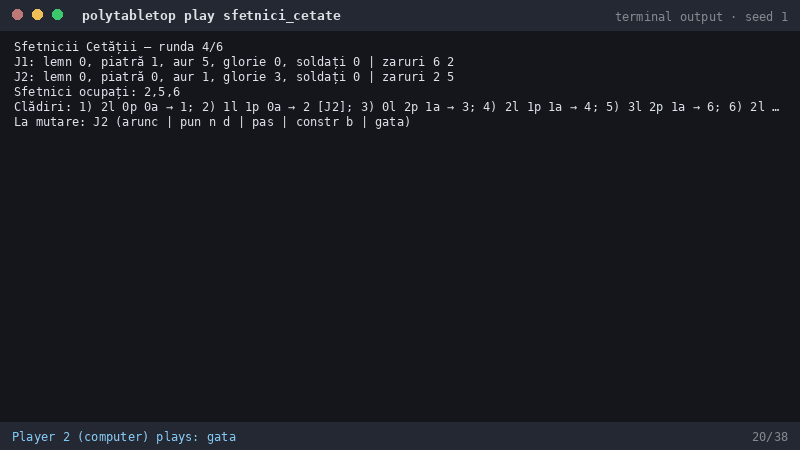 polytabletop play sfetnici_cetate
terminal output · seed 1
Sfetnicii Cetății — runda 4/6
J1: lemn 0, piatră 1, aur 5, glorie 0, soldați 0 | zaruri 6 2
J2: lemn 0, piatră 0, aur 1, glorie 3, soldați 0 | zaruri 2 5
Sfetnici ocupați: 2,5,6
Clădiri: 1) 2l 0p 0a → 1; 2) 1l 1p 0a → 2 [J2]; 3) 0l 2p 1a → 3; 4) 2l 1p 1a → 4; 5) 3l 2p 1a → 6; 6) 2l …
La mutare: J2 (arunc | pun n d | pas | constr b | gata)
Player 2 (computer) plays: gata
20/38